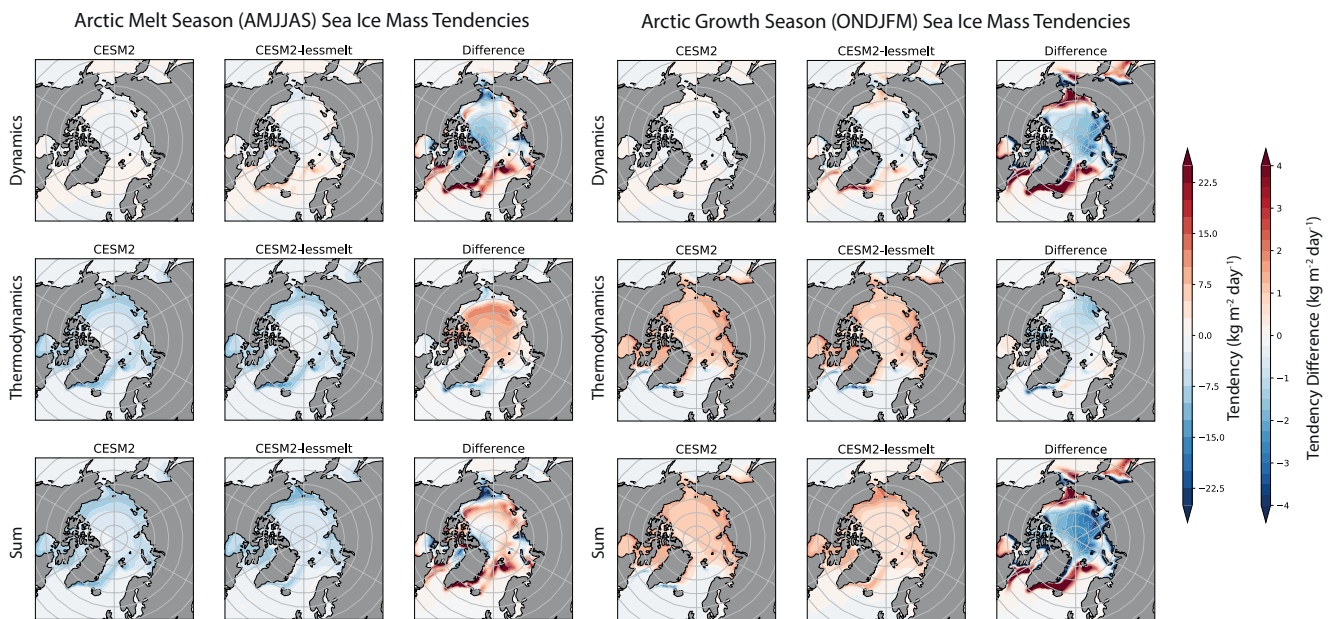 Arctic Melt Season (AMJJAS) Sea Ice Mass Tendencies
Arctic Growth Season (ONDJFM) Sea Ice Mass Tendencies
CESM2
CESM2-lessmelt
Difference
CESM2
CESM2-lessmelt
Difference
Dynamics
Dynamics
CESM2
CESM2-lessmelt
Difference
CESM2
CESM2-lessmelt
Difference
Thermodynamics
Thermodynamics
CESM2
CESM2-lessmelt
Difference
CESM2
CESM2-lessmelt
Difference
Sum
Sum
22.5
15.0
7.5
0.0
−7.5
−15.0
−22.5
Tendency (kg m⁻² day⁻¹)
4
3
2
1
0
−1
−2
−3
−4
Tendency Difference (kg m⁻² day⁻¹)